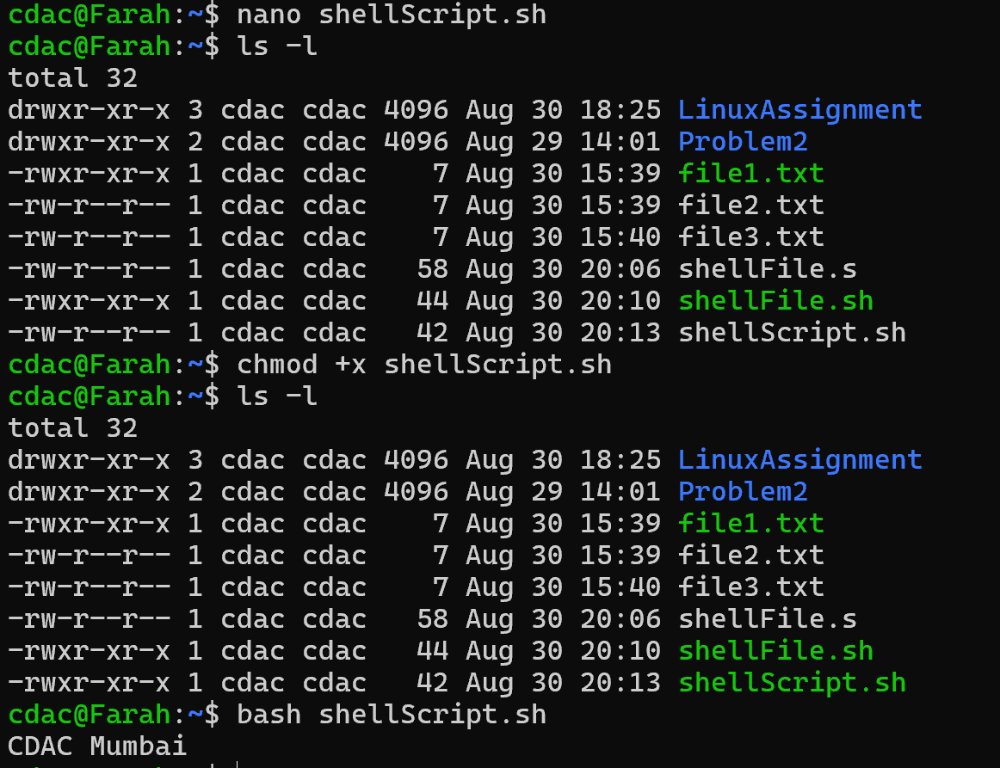 cdac@Farah:~$ nano shellScript.sh
cdac@Farah:~$ ls -l
total 32
drwxr-xr-x 3 cdac cdac 4096 Aug 30 18:25 LinuxAssignment
drwxr-xr-x 2 cdac cdac 4096 Aug 29 14:01 Problem2
-rwxr-xr-x 1 cdac cdac    7 Aug 30 15:39 file1.txt
-rw-r--r-- 1 cdac cdac    7 Aug 30 15:39 file2.txt
-rw-r--r-- 1 cdac cdac    7 Aug 30 15:40 file3.txt
-rw-r--r-- 1 cdac cdac   58 Aug 30 20:06 shellFile.s
-rwxr-xr-x 1 cdac cdac   44 Aug 30 20:10 shellFile.sh
-rw-r--r-- 1 cdac cdac   42 Aug 30 20:13 shellScript.sh
cdac@Farah:~$ chmod +x shellScript.sh
cdac@Farah:~$ ls -l
total 32
drwxr-xr-x 3 cdac cdac 4096 Aug 30 18:25 LinuxAssignment
drwxr-xr-x 2 cdac cdac 4096 Aug 29 14:01 Problem2
-rwxr-xr-x 1 cdac cdac    7 Aug 30 15:39 file1.txt
-rw-r--r-- 1 cdac cdac    7 Aug 30 15:39 file2.txt
-rw-r--r-- 1 cdac cdac    7 Aug 30 15:40 file3.txt
-rw-r--r-- 1 cdac cdac   58 Aug 30 20:06 shellFile.s
-rwxr-xr-x 1 cdac cdac   44 Aug 30 20:10 shellFile.sh
-rwxr-xr-x 1 cdac cdac   42 Aug 30 20:13 shellScript.sh
cdac@Farah:~$ bash shellScript.sh
CDAC Mumbai